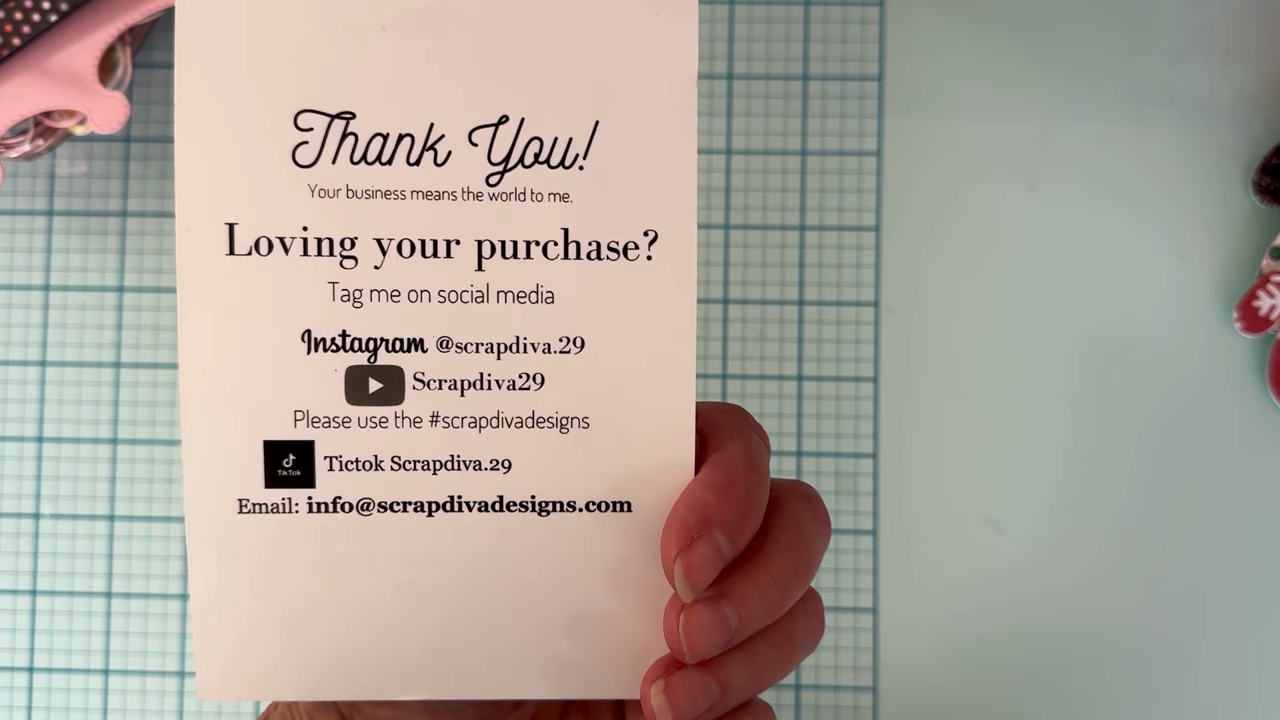 Thank You!
Your business means the world to me.
Loving your purchase?
Tag me on social media
Instagram @scrapdiva.29
Scrapdiva29
Please use the #scrapdivadesigns
TikTok Tictok Scrapdiva.29
Email: info@scrapdivadesigns.com